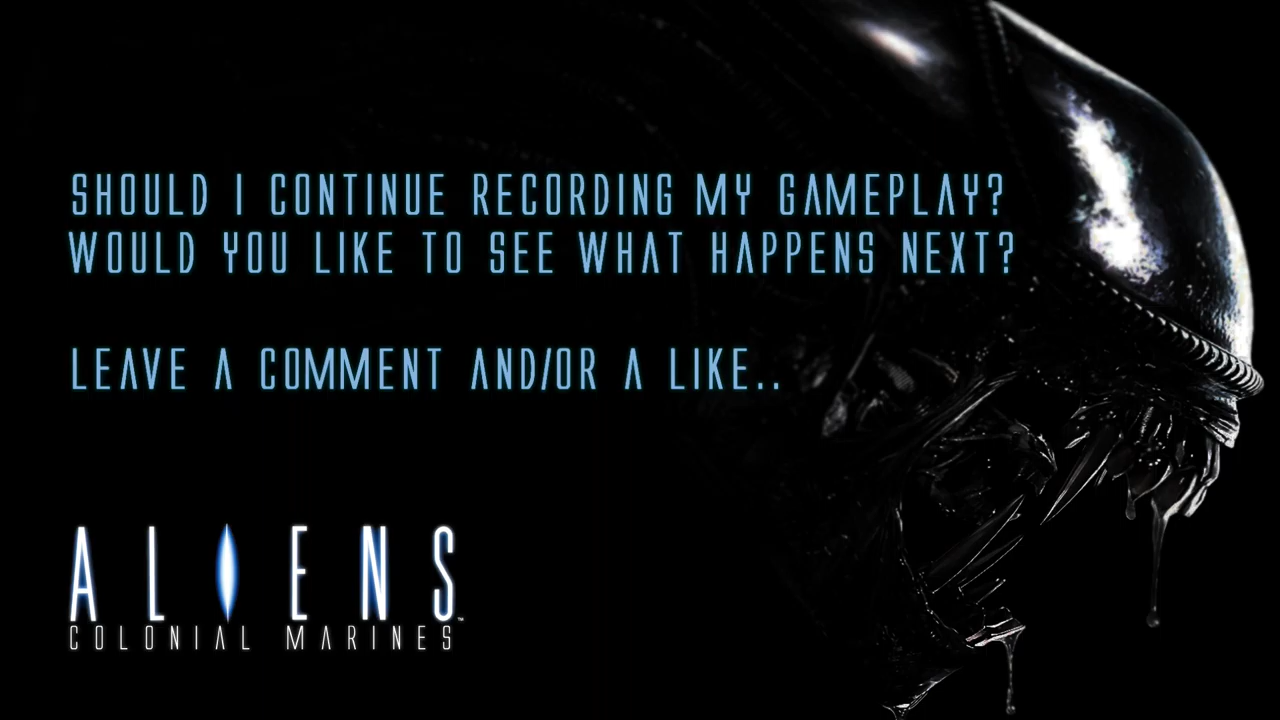 SHOULD I CONTINUE RECORDING MY GAMEPLAY?
WOULD YOU LIKE TO SEE WHAT HAPPENS NEXT?
LEAVE A COMMENT AND/OR A LIKE..
ALIENS™
COLONIAL MARINES